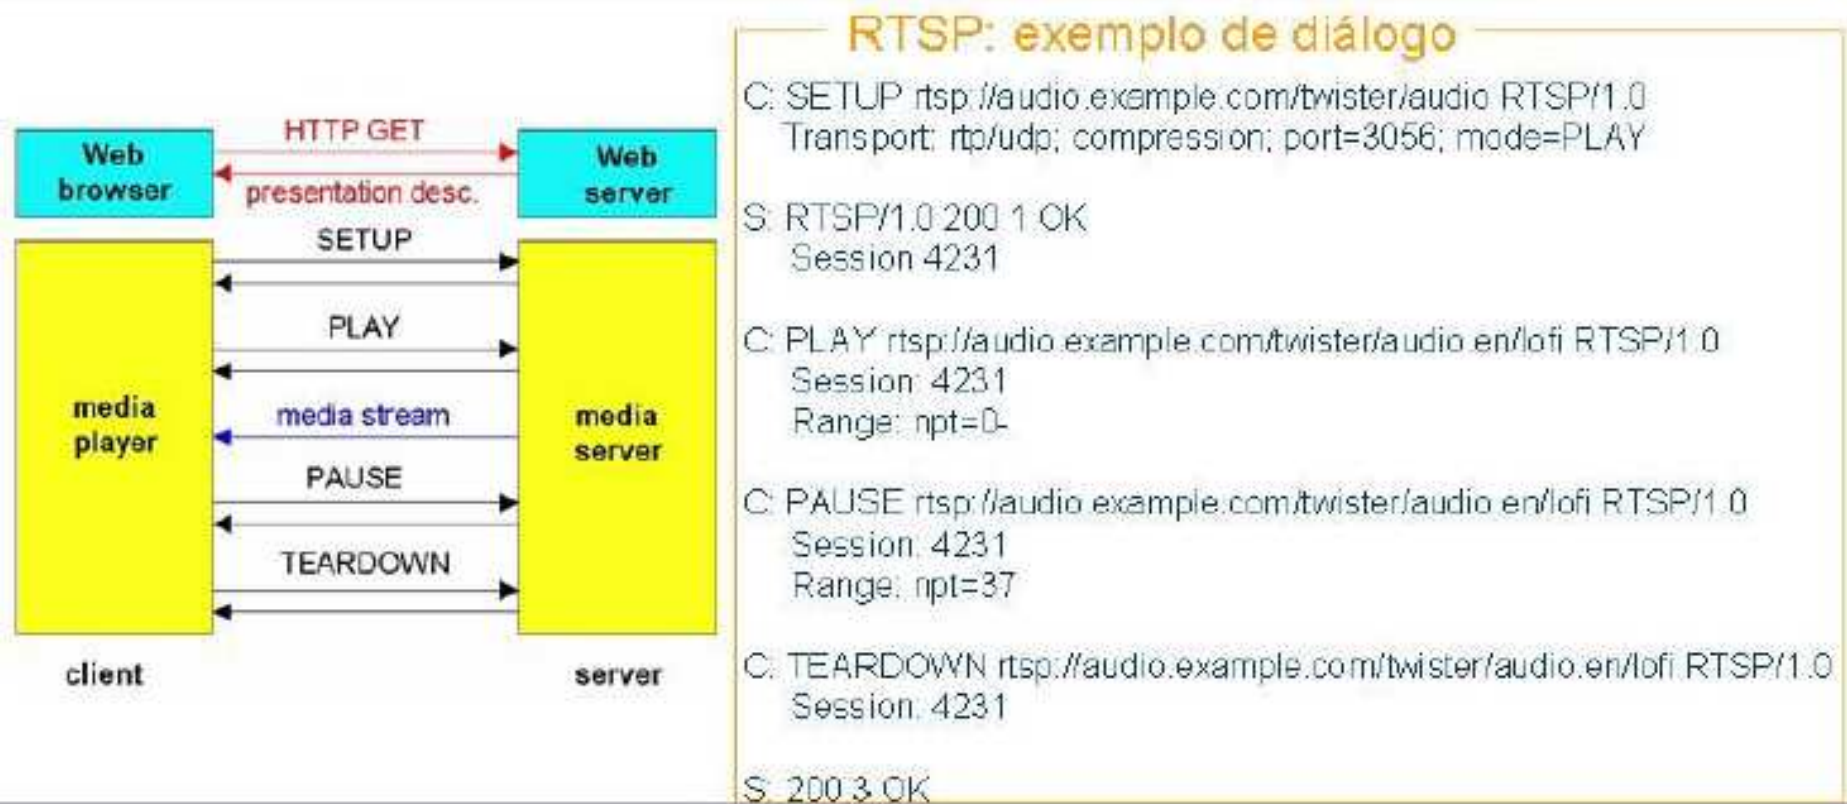 HTTP GET
Web browser
Web server
presentation desc.
SETUP
PLAY
media player
media stream
media server
PAUSE
TEARDOWN
client
server
RTSP: exemplo de diálogo
C: SETUP rtsp://audio.example.com/twister/audio RTSP/1.0
Transport: rtp/udp; compression; port=3056; mode=PLAY
S: RTSP/1.0 200 1 OK
Session 4231
C: PLAY rtsp://audio.example.com/twister/audio.en/lofi RTSP/1.0
Session: 4231
Range: npt=0-
C: PAUSE rtsp://audio.example.com/twister/audio.en/lofi RTSP/1.0
Session: 4231
Range: npt=37
C: TEARDOWN rtsp://audio.example.com/twister/audio.en/lofi RTSP/1.0
Session: 4231
S: 200 3 OK